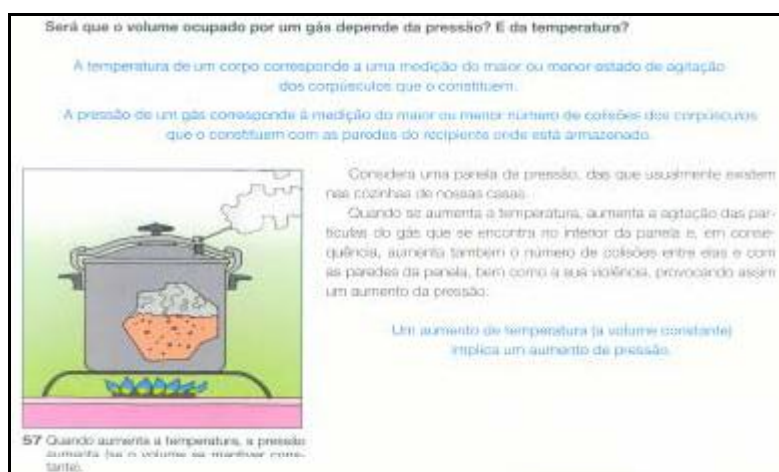 Será que o volume ocupado por um gás depende da pressão? E da temperatura?
A temperatura de um corpo corresponde a uma medição do maior ou menor estado de agitação
dos corpúsculos que o constituem.
A pressão de um gás corresponde à medição do maior ou menor número de colisões dos corpúsculos
que o constituem com as paredes do recipiente onde está armazenado.
Considera uma panela de pressão, das que usualmente existem
nas cozinhas de nossas casas.
Quando se aumenta a temperatura, aumenta a agitação das par-
tículas do gás que se encontra no interior da panela e, em conse-
quência, aumenta também o número de colisões entre elas e com
as paredes da panela, bem como a sua violência, provocando assim
um aumento da pressão.
Um aumento de temperatura (a volume constante)
implica um aumento de pressão.
57 Quando aumenta a temperatura, a pressão
aumenta (se o volume se mantiver cons-
tante).